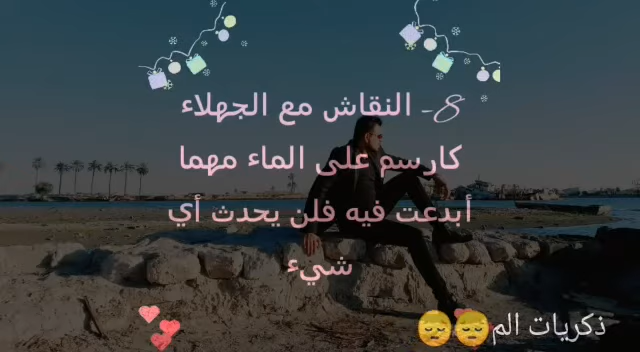 8- النقاش مع الجهلاء
كارسم على الماء مهما
أبدعت فيه فلن يحدث أي
شيء
ذكريات الم